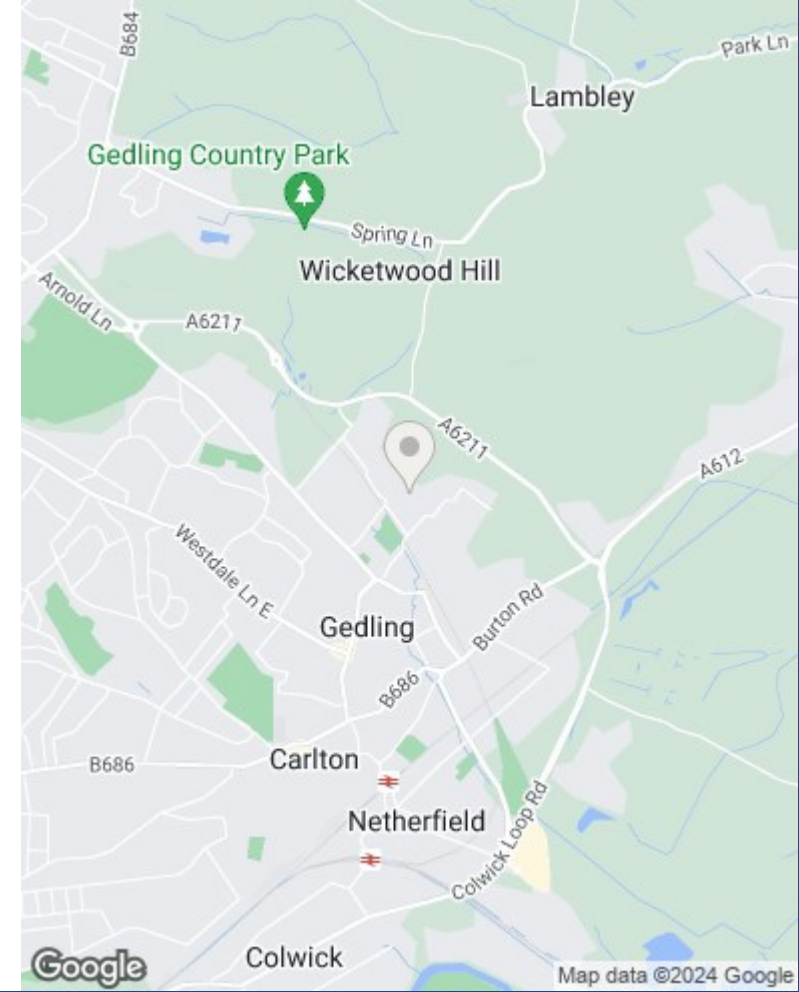 B684
Park Ln
Lambley
Gedling Country Park
Spring Ln
Wicketwood Hill
Arnold Ln
A6211
A6211
A612
Westdale Ln E
Burton Rd
Gedling
B686
Carlton
B686
Netherfield
Colwick Loop Rd
Colwick
Google
Map data ©2024 Google